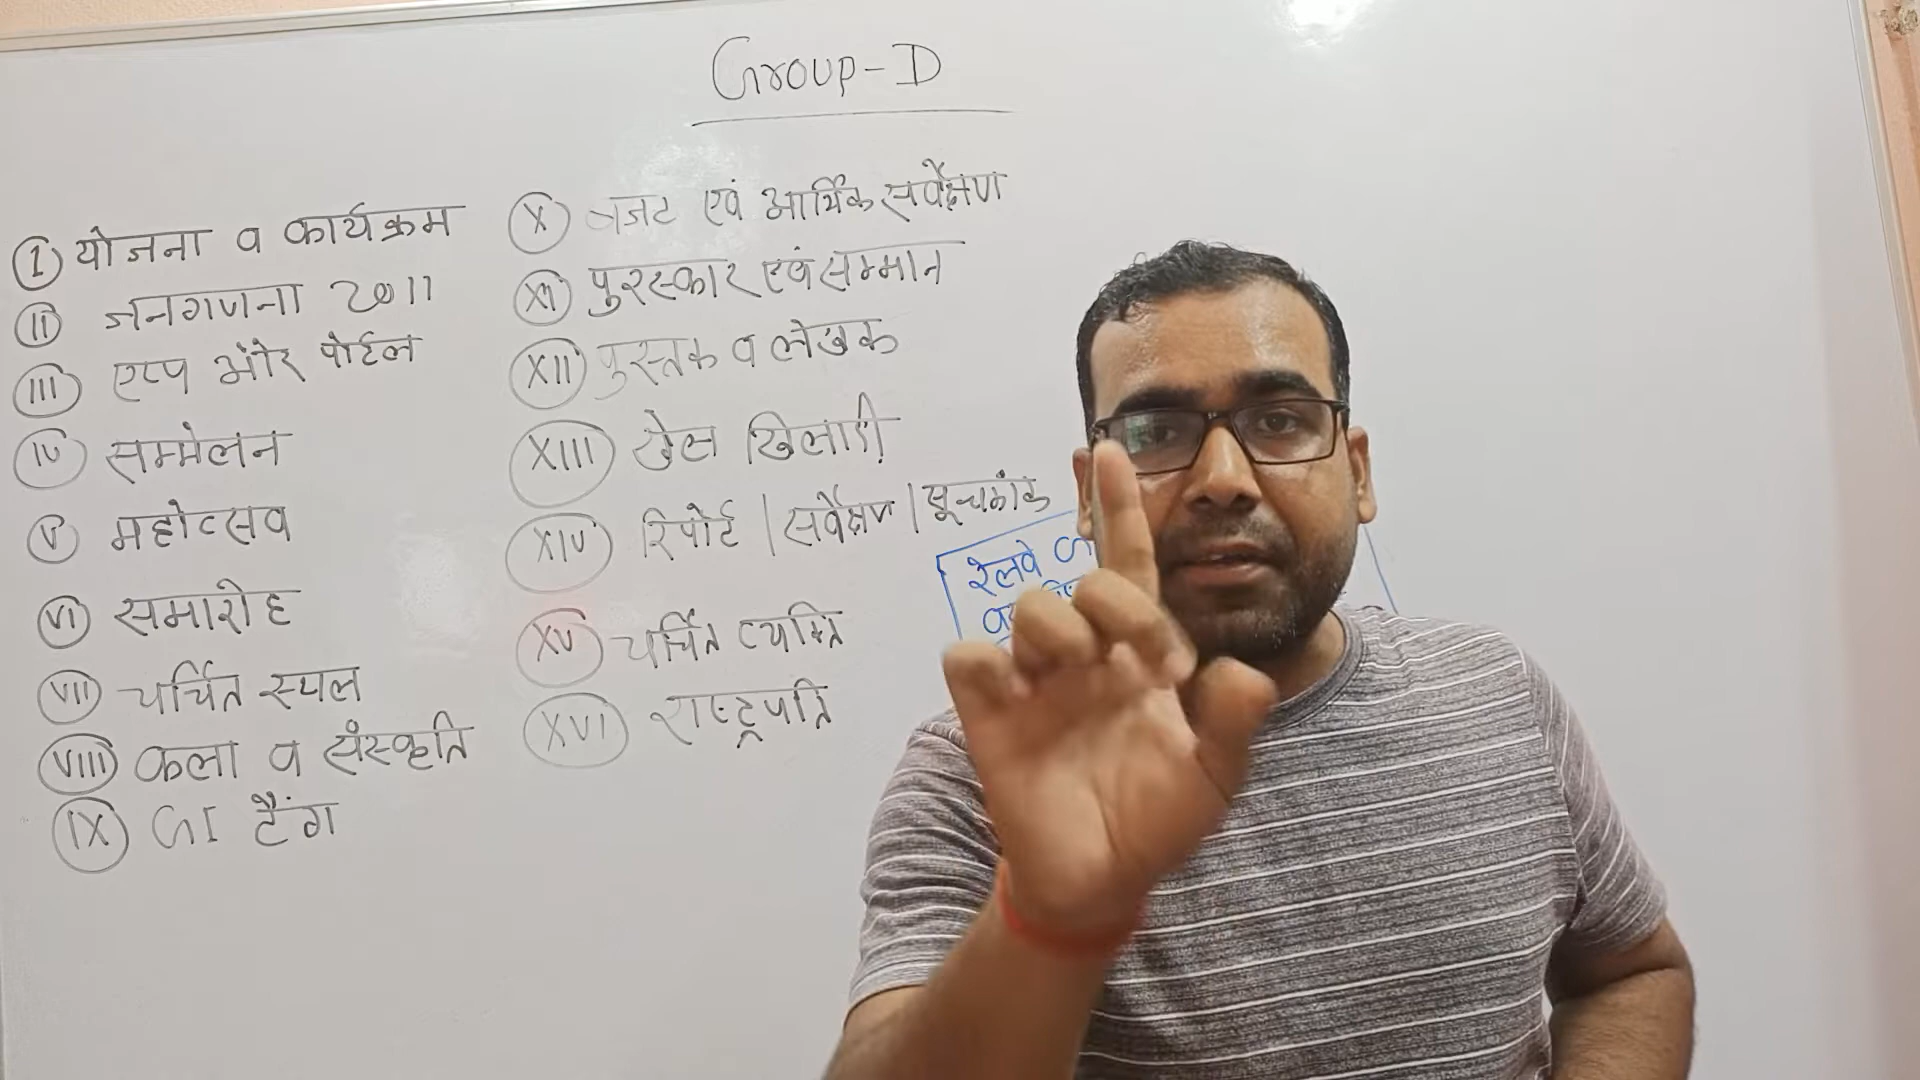 Group-D
I योजना व कार्यक्रम
II जनगणना 2011
III एप्प और पोर्टल
IV सम्मेलन
V महोत्सव
VI समारोह
VII चर्चित स्थल
VIII कला व संस्कृति
IX GI टैंग
X बजट एवं आर्थिक सर्वेक्षण
XI पुरस्कार एवं सम्मान
XII पुस्तक व लेखक
XIII खेल खिलाड़ी
XIV रिपोर्ट | सर्वेक्षण | सूचकांक
XV चर्चित व्यक्ति
XVI राष्ट्रपति
रेलवे